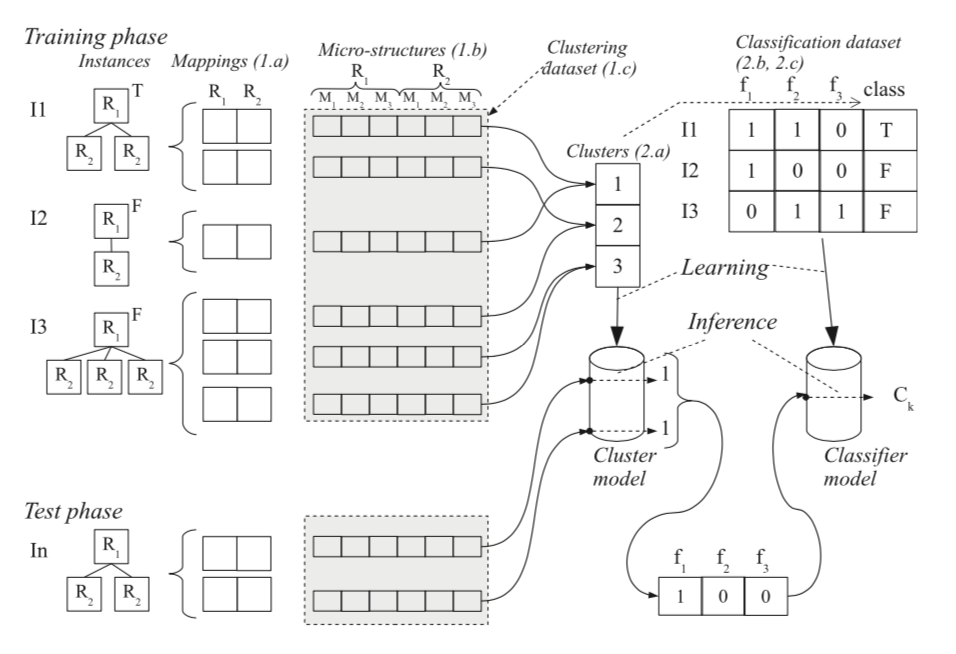 Training phase
Instances
Mappings (1.a)
Micro-structures (1.b)
Clustering
dataset (1.c)
Classification dataset
(2.b, 2.c)
R1 R2
R1 R2
M1 M2 M3 M1 M2 M3
f1 f2 f3 class
I1
R1 T
R2 R2
I2
R1 F
R2
I3
R1 F
R2 R2 R2
Clusters (2.a)
1
2
3
I1 1 1 0 T
I2 1 0 0 F
I3 0 1 1 F
Learning
Inference
1
1
Ck
Cluster
model
Classifier
model
Test phase
In
R1
R2 R2
f1 f2 f3
1 0 0